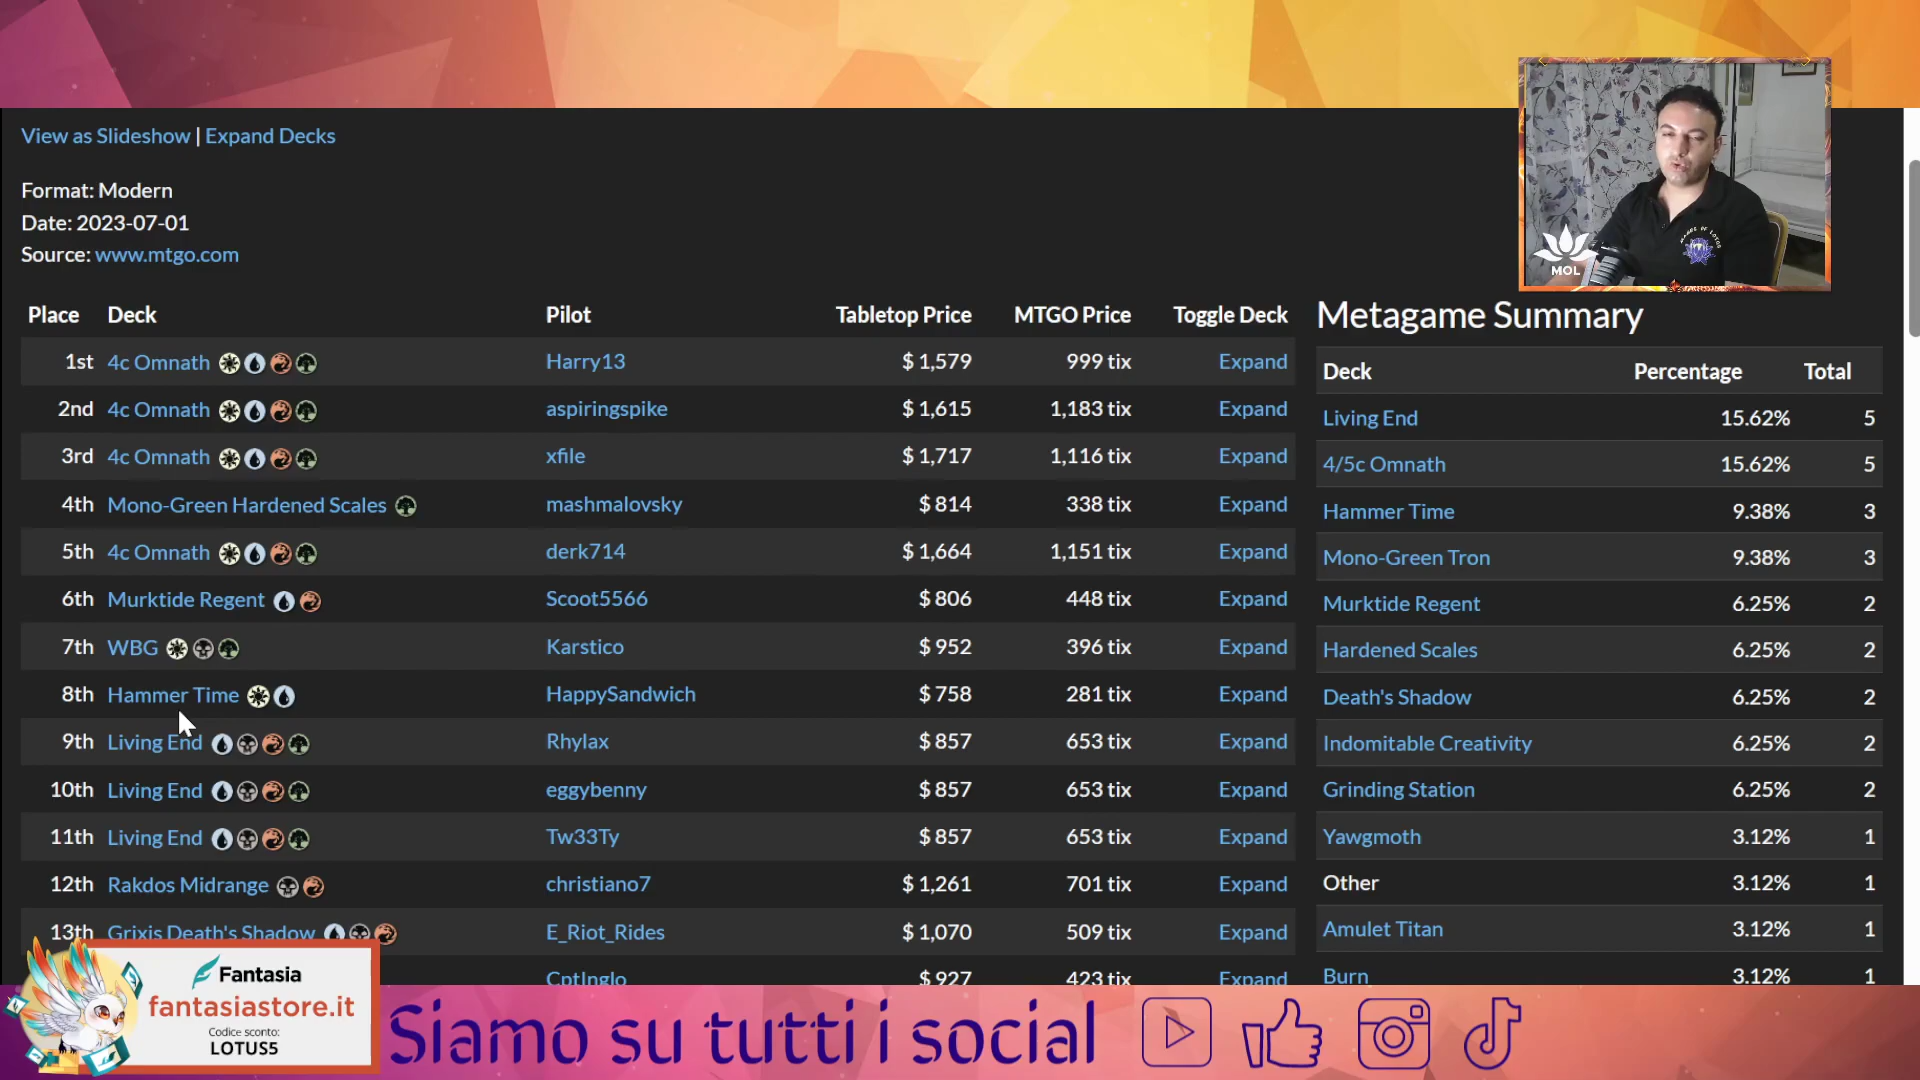 View as Slideshow | Expand Decks
Format: Modern
Date: 2023-07-01
Source: www.mtgo.com
Place Deck Pilot Tabletop Price MTGO Price Toggle Deck
1st 4c Omnath Harry13 $ 1,579 999 tix Expand
2nd 4c Omnath aspiringspike $ 1,615 1,183 tix Expand
3rd 4c Omnath xfile $ 1,717 1,116 tix Expand
4th Mono-Green Hardened Scales mashmalovsky $ 814 338 tix Expand
5th 4c Omnath derk714 $ 1,664 1,151 tix Expand
6th Murktide Regent Scoot5566 $ 806 448 tix Expand
7th WBG Karstico $ 952 396 tix Expand
8th Hammer Time HappySandwich $ 758 281 tix Expand
9th Living End Rhylax $ 857 653 tix Expand
10th Living End eggybenny $ 857 653 tix Expand
11th Living End Tw33Ty $ 857 653 tix Expand
12th Rakdos Midrange christiano7 $ 1,261 701 tix Expand
13th Grixis Death's Shadow E_Riot_Rides $ 1,070 509 tix Expand
CptInglo $ 927 423 tix Expand
MOL
Metagame Summary
Deck Percentage Total
Living End 15.62% 5
4/5c Omnath 15.62% 5
Hammer Time 9.38% 3
Mono-Green Tron 9.38% 3
Murktide Regent 6.25% 2
Hardened Scales 6.25% 2
Death's Shadow 6.25% 2
Indomitable Creativity 6.25% 2
Grinding Station 6.25% 2
Yawgmoth 3.12% 1
Other 3.12% 1
Amulet Titan 3.12% 1
Burn 3.12% 1
Fantasia
fantasiastore.it
Codice sconto:
LOTUS5
Siamo su tutti i social